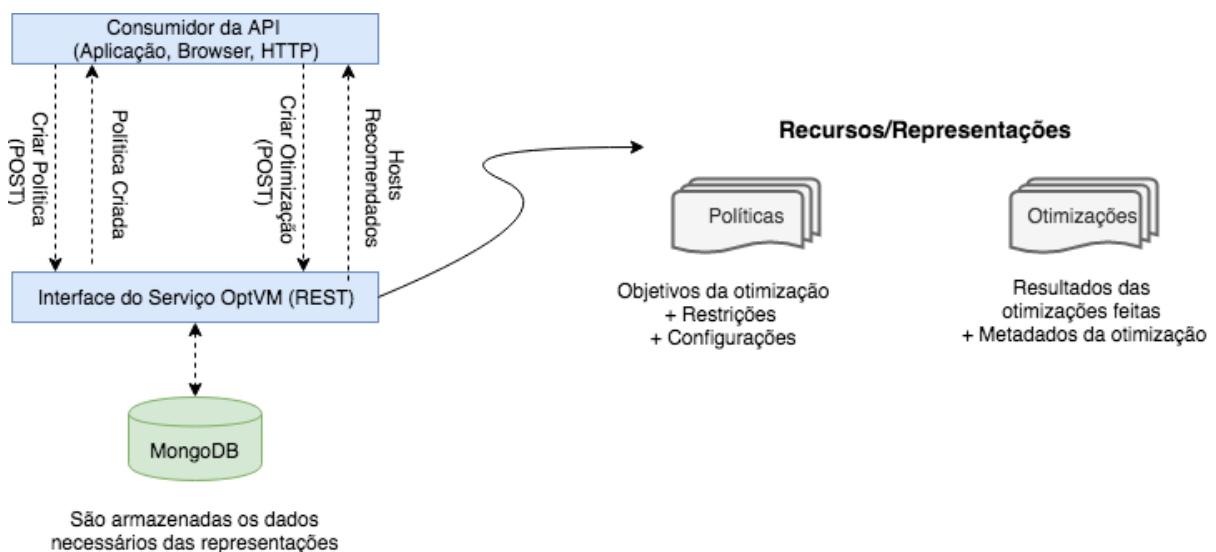 Consumidor da API
(Aplicação, Browser, HTTP)
Criar Política
(POST)
Política Criada
Criar Otimização
(POST)
Hosts
Recomendados
Interface do Serviço OptVM (REST)
MongoDB
São armazenadas os dados
necessários das representações
Recursos/Representações
Políticas
Objetivos da otimização
+ Restrições
+ Configurações
Otimizações
Resultados das
otimizações feitas
+ Metadados da otimização